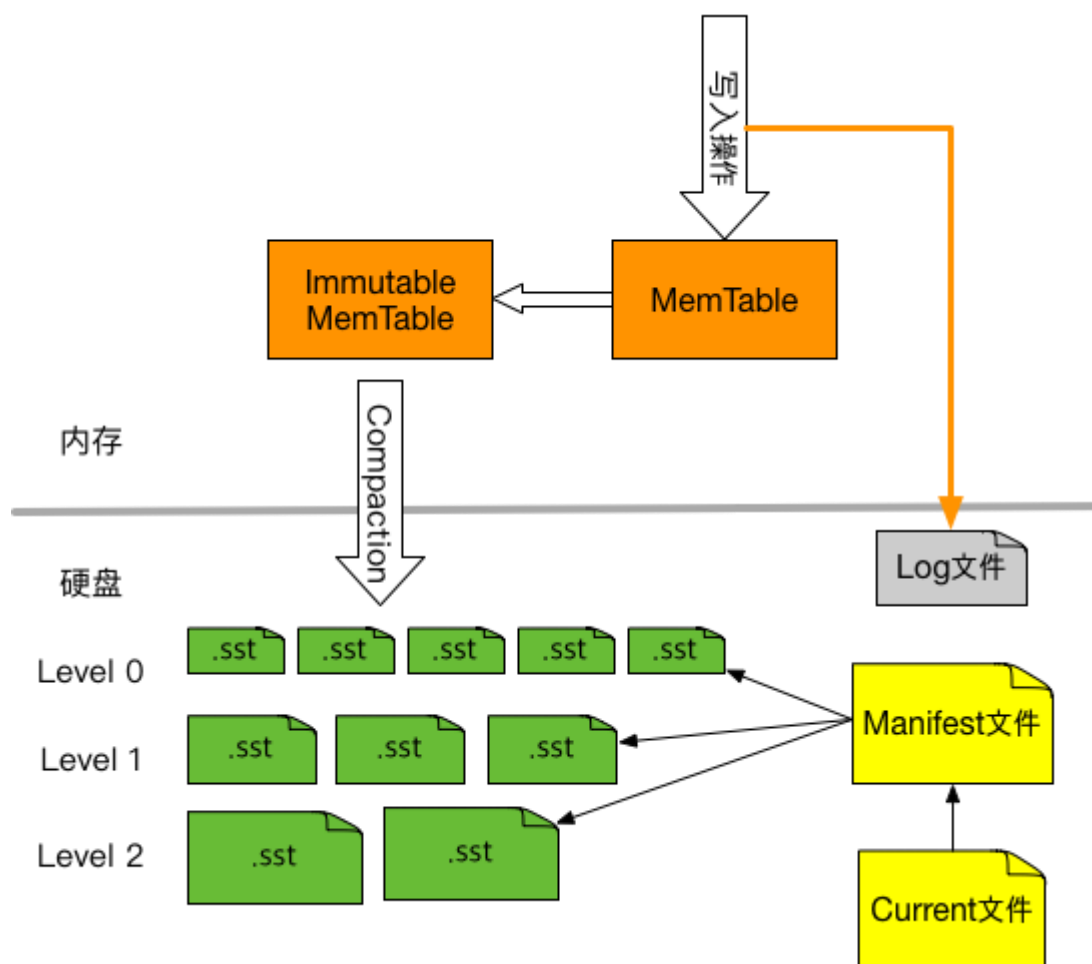 写入操作
Immutable
MemTable
MemTable
Compaction
内存
硬盘
Log文件
Level 0
.sst
.sst
.sst
.sst
.sst
Manifest文件
Level 1
.sst
.sst
.sst
Level 2
.sst
.sst
Current文件